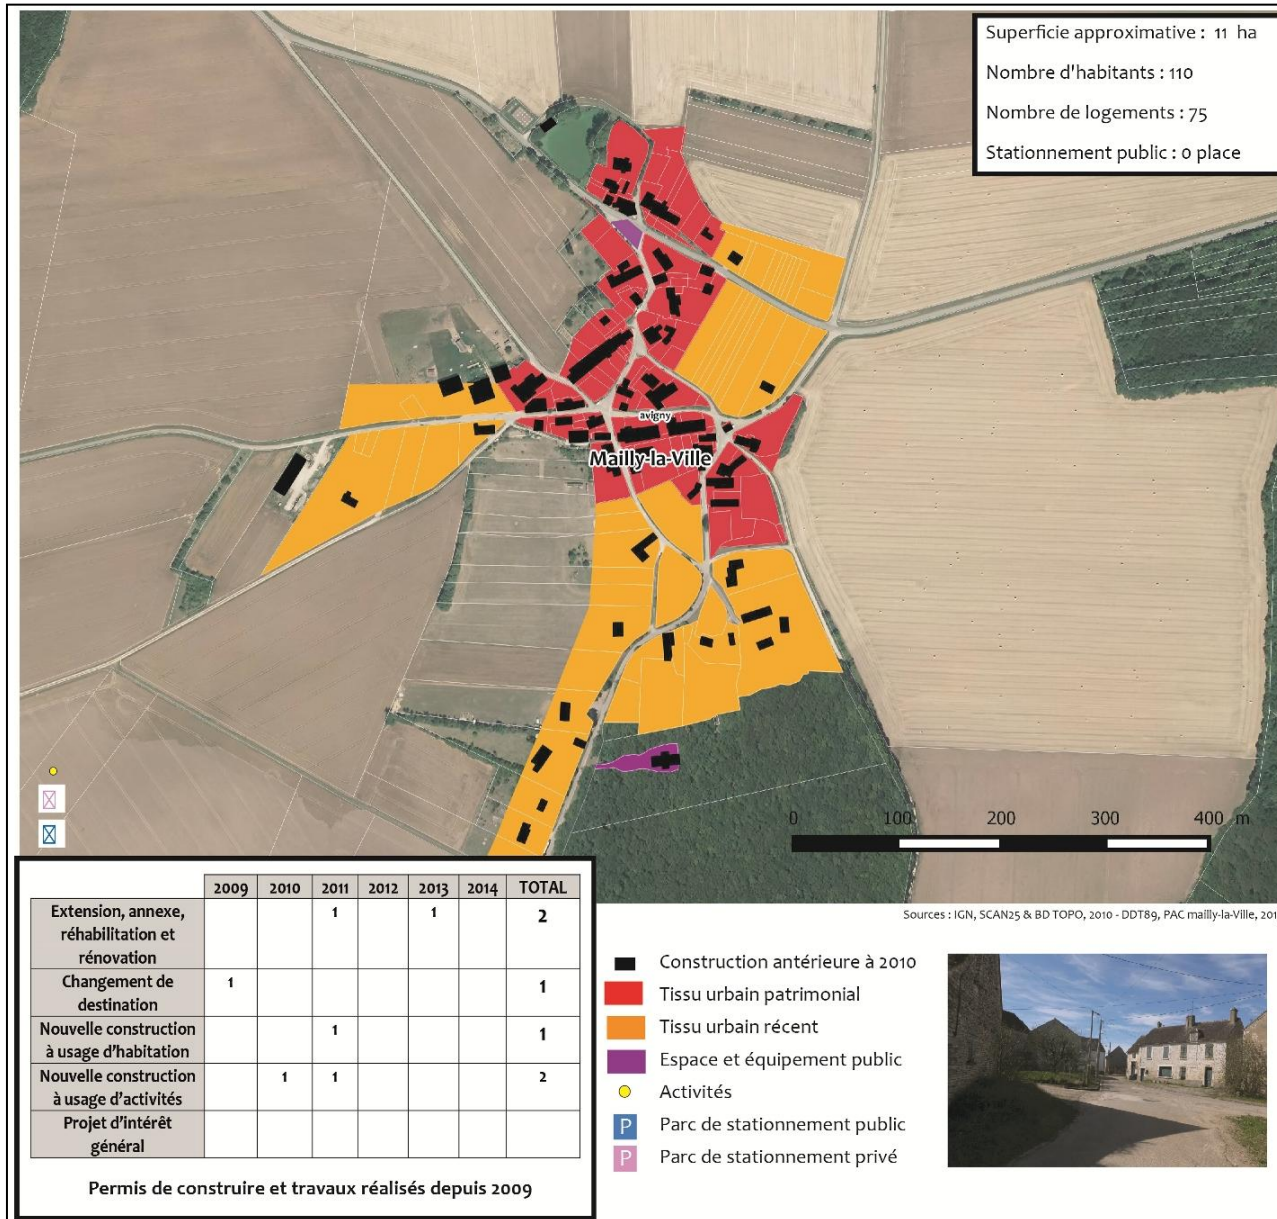 Superficie approximative : 11 ha
Nombre d'habitants : 110
Nombre de logements : 75
Stationnement public : 0 place
avigny
Mailly-la-Ville
0 100 200 300 400 m
Sources : IGN, SCAN25 & BD TOPO, 2010 - DDT89, PAC mailly-la-Ville, 201
2009 2010 2011 2012 2013 2014 TOTAL
Extension, annexe,
réhabilitation et
rénovation
1 1 2
Changement de
destination
1 1
Nouvelle construction
à usage d'habitation
1 1
Nouvelle construction
à usage d'activités
1 1 2
Projet d'intérêt
général
Permis de construire et travaux réalisés depuis 2009
Construction antérieure à 2010
Tissu urbain patrimonial
Tissu urbain récent
Espace et équipement public
Activités
P Parc de stationnement public
P Parc de stationnement privé